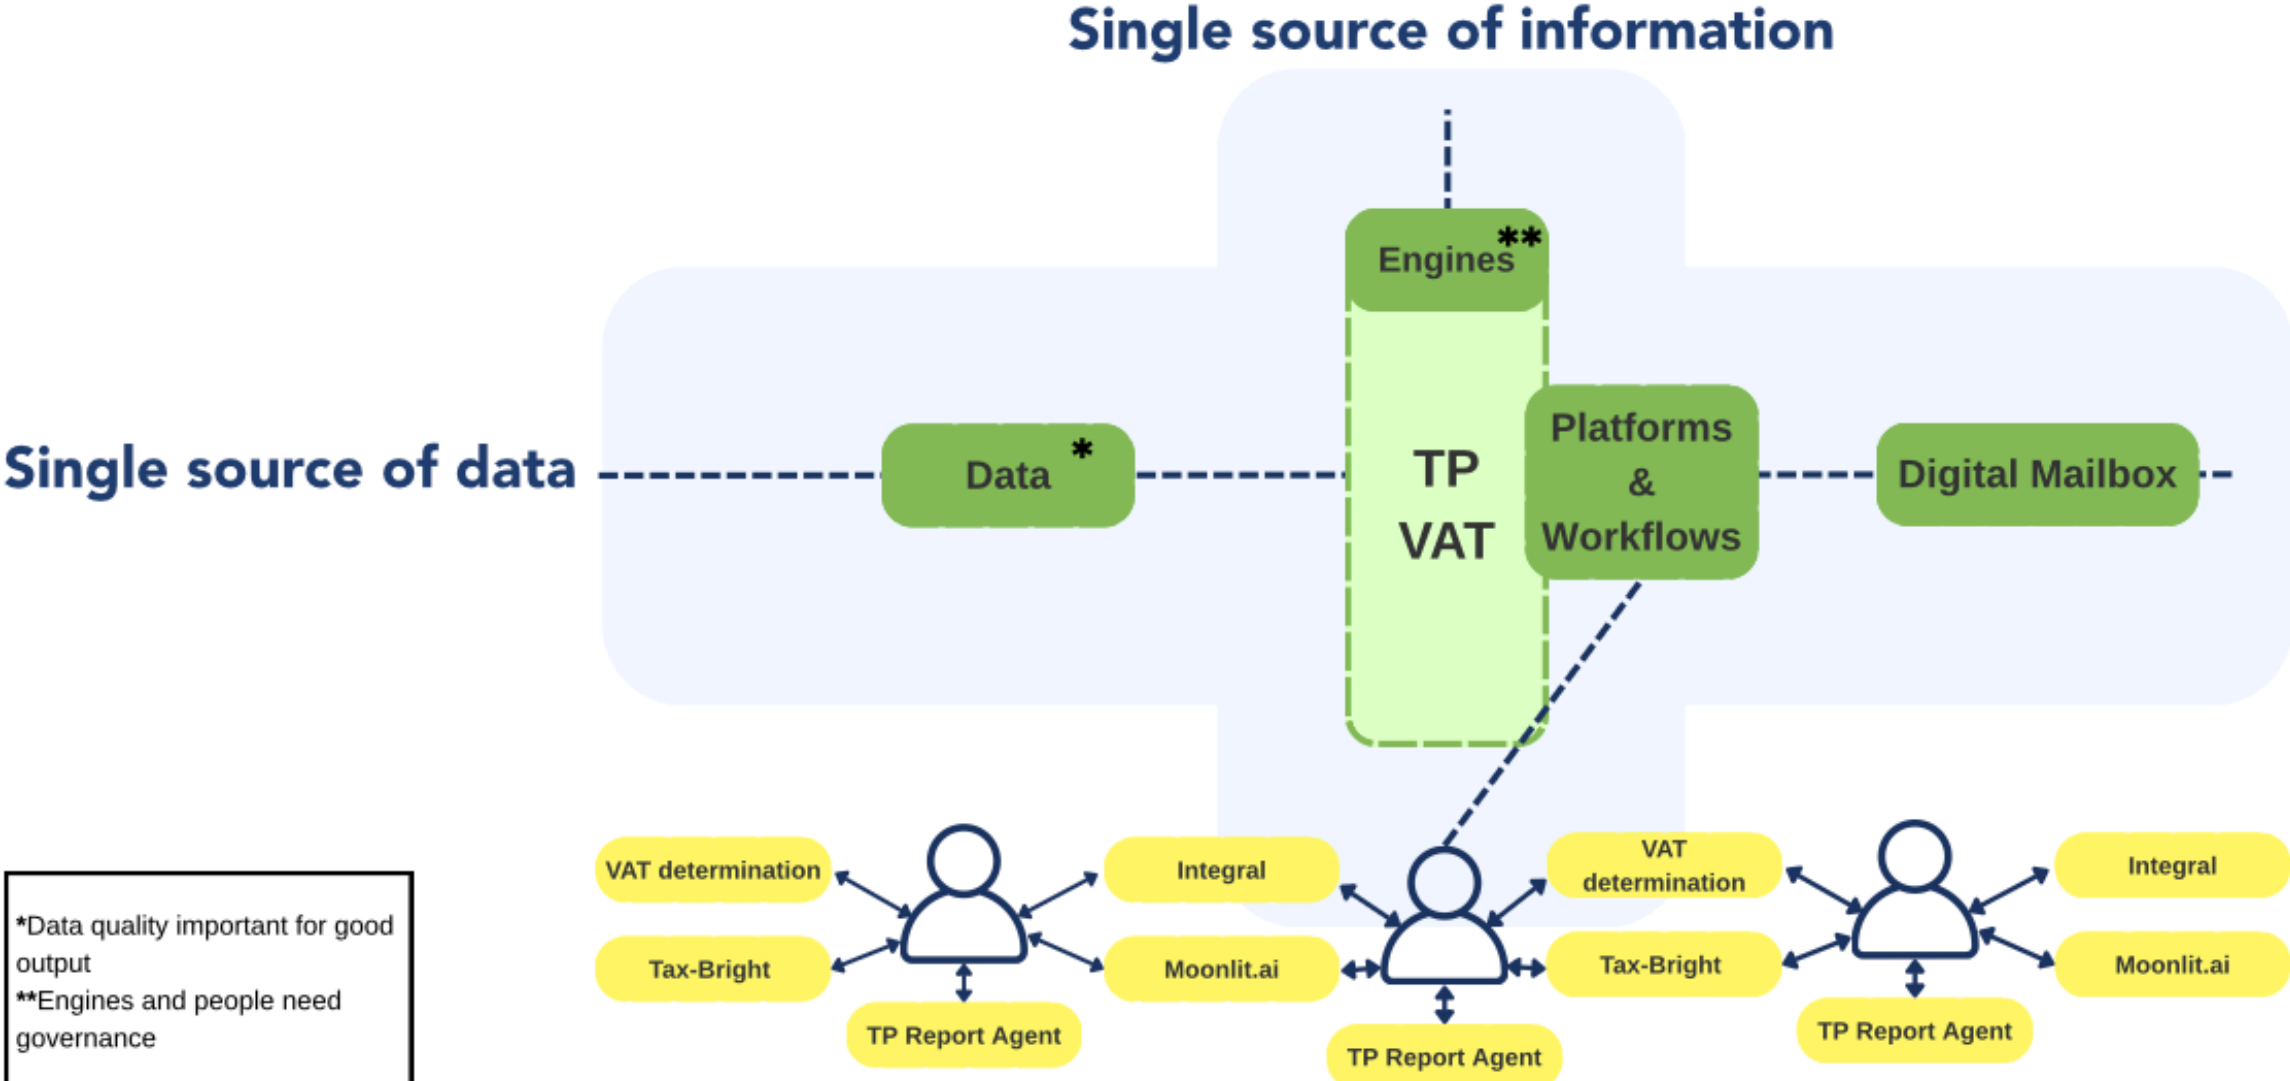 Single source of information
Engines**
Single source of data
Data *
TP
VAT
Platforms
&
Workflows
Digital Mailbox
VAT determination
Integral
VAT
determination
Integral
Tax-Bright
Moonlit.ai
Tax-Bright
Moonlit.ai
TP Report Agent
TP Report Agent
TP Report Agent
*Data quality important for good
output
**Engines and people need
governance